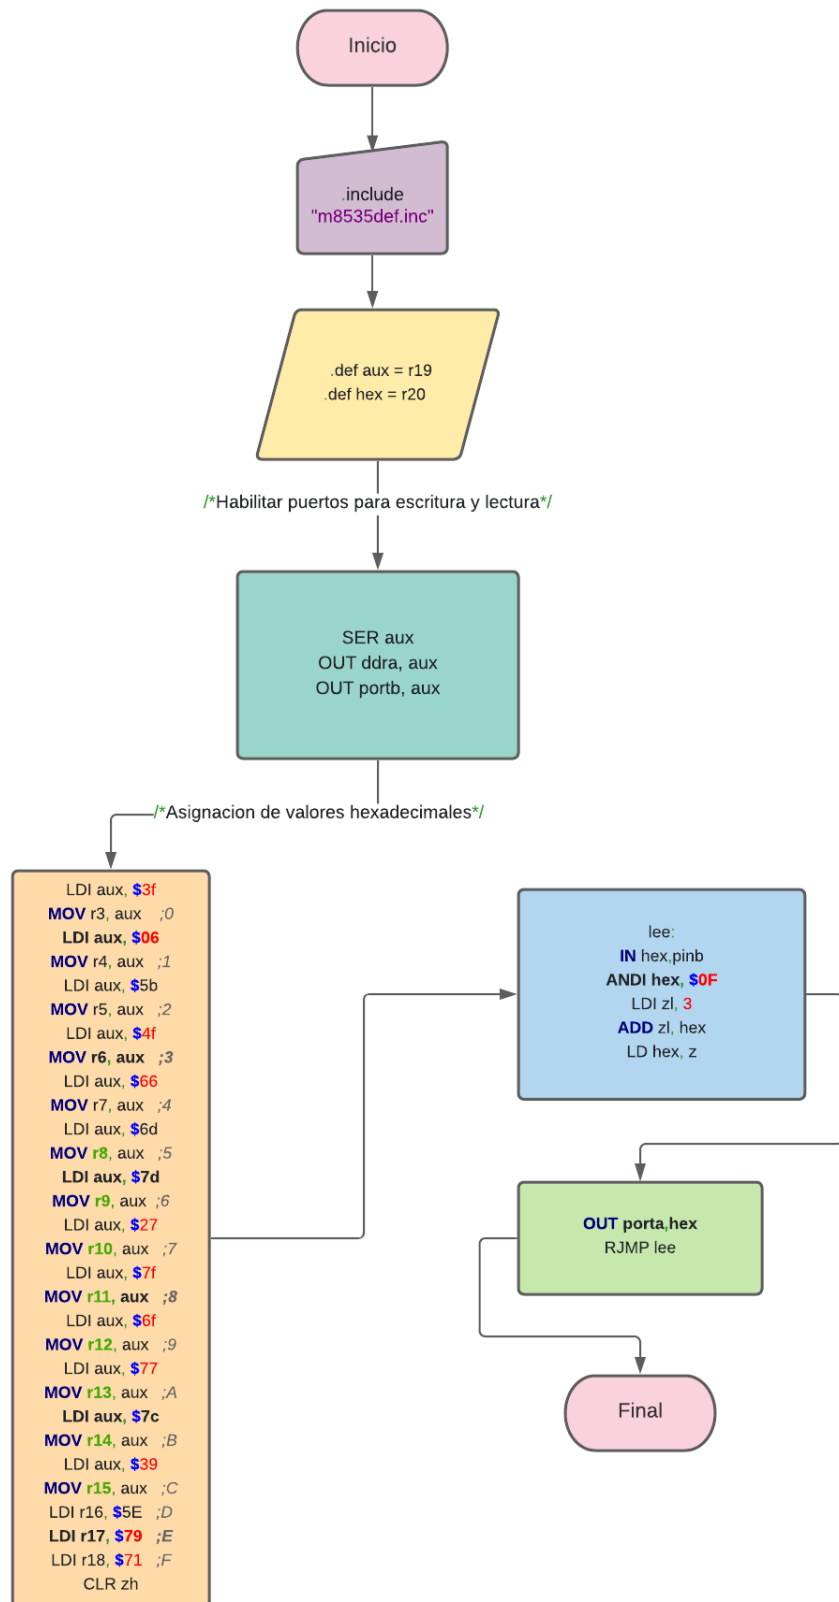 Inicio
.include
"m8535def.inc"
.def aux = r19
.def hex = r20
/*Habilitar puertos para escritura y lectura*/
SER aux
OUT ddra, aux
OUT portb, aux
/*Asignacion de valores hexadecimales*/
LDI aux, $3f
MOV r3, aux ;0
LDI aux, $06
MOV r4, aux ;1
LDI aux, $5b
MOV r5, aux ;2
LDI aux, $4f
MOV r6, aux ;3
LDI aux, $66
MOV r7, aux ;4
LDI aux, $6d
MOV r8, aux ;5
LDI aux, $7d
MOV r9, aux ;6
LDI aux, $27
MOV r10, aux ;7
LDI aux, $7f
MOV r11, aux ;8
LDI aux, $6f
MOV r12, aux ;9
LDI aux, $77
MOV r13, aux ;A
LDI aux, $7c
MOV r14, aux ;B
LDI aux, $39
MOV r15, aux ;C
LDI r16, $5E ;D
LDI r17, $79 ;E
LDI r18, $71 ;F
CLR zh
lee:
IN hex,pinb
ANDI hex, $0F
LDI zl, 3
ADD zl, hex
LD hex, z
OUT porta,hex
RJMP lee
Final